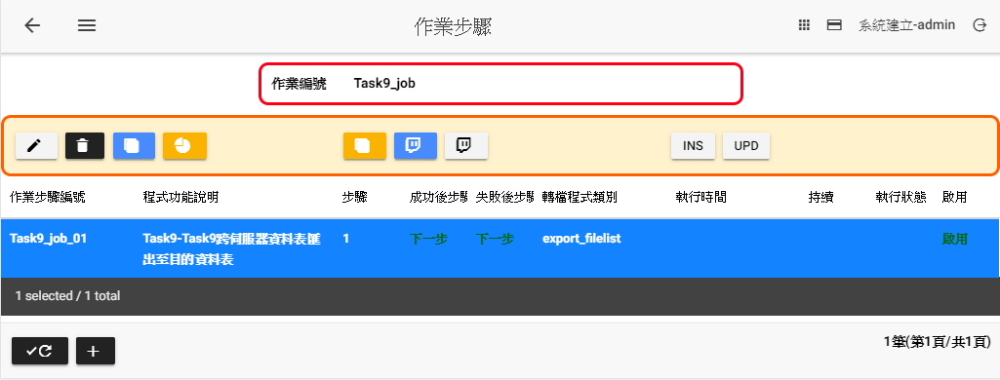 作業步驟
系統建立-admin
作業編號 Task9_job
INS UPD
作業步驟編號 程式功能說明 步驟 成功後步驟 失敗後步驟 轉檔程式類別 執行時間 持續 執行狀態 啟用
Task9_job_01 Task9-Task9跨伺服器資料表匯 1 下一步 下一步 export_filelist 啟用
出至目的資料表
1 selected / 1 total
1筆(第1頁/共1頁)